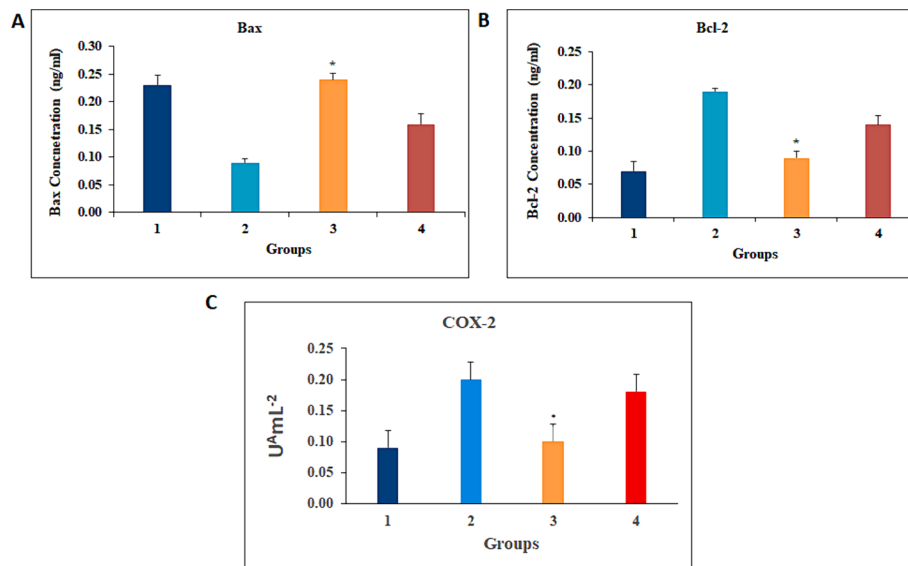 A
Bax
Bax Concnetration (ng/ml)
0.30
0.25
0.20
0.15
0.10
0.05
0.00
*
1 2 3 4
Groups
B
Bcl-2
Bcl-2 Concentration (ng/ml)
0.25
0.20
0.15
0.10
0.05
0.00
*
1 2 3 4
Groups
C
COX-2
UᴬmL⁻²
0.25
0.20
0.15
0.10
0.05
0.00
*
1 2 3 4
Groups